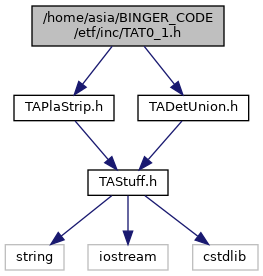 /home/asia/BINGER_CODE
/etf/inc/TAT0_1.h
TAPlaStrip.h
TADetUnion.h
TAStuff.h
string
iostream
cstdlib